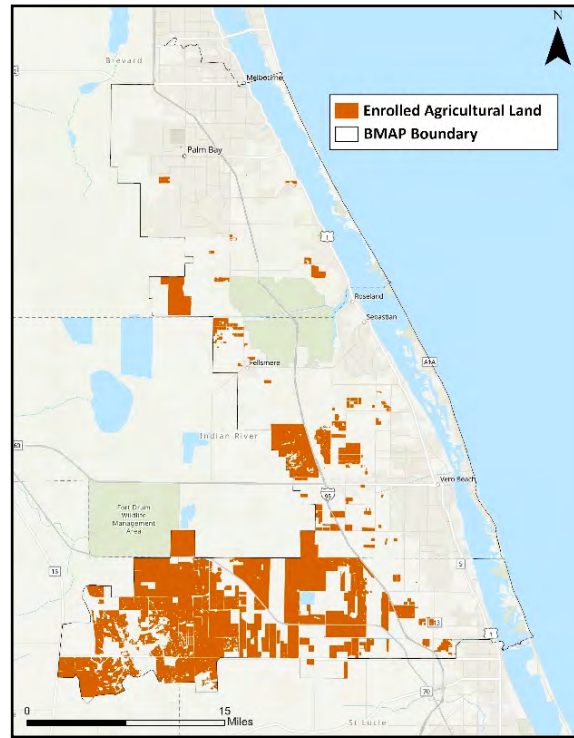 N
Brevard
Melbourne
Enrolled Agricultural Land
BMAP Boundary
Palm Bay
1
Roseland
Sebastian
A1A
Fellsmere
Indian River
60
95
Vero Beach
Fort Drum
Wildlife
Management
Area
15
5
1
70
0
15
Miles
St Lucie